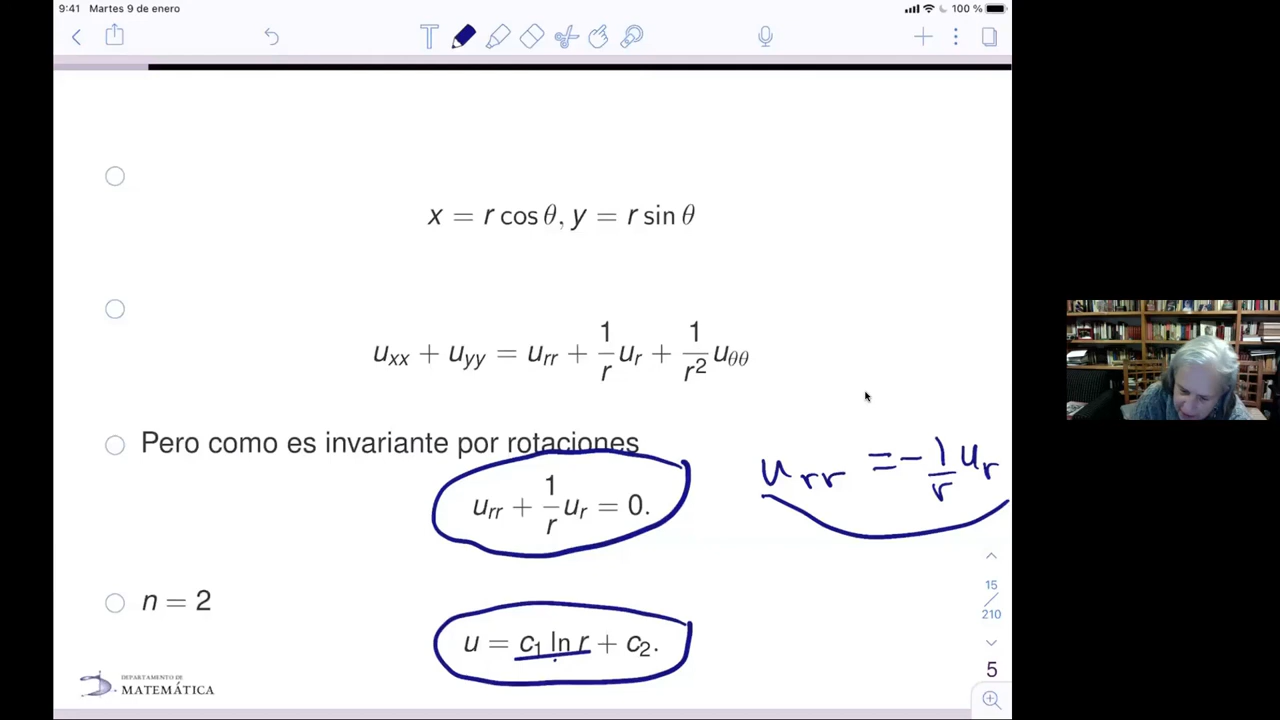 9:41 Martes 9 de enero
100 %
x = r cos θ, y = r sin θ
uₓₓ + u_yy = u_rr + 1/r u_r + 1/r² u_θθ
Pero como es invariante por rotaciones
u_rr + 1/r u_r = 0.
u_rr = - 1/r u_r
n = 2
u = c₁ ln r + c₂.
15
210
5
DEPARTAMENTO DE
MATEMÁTICA